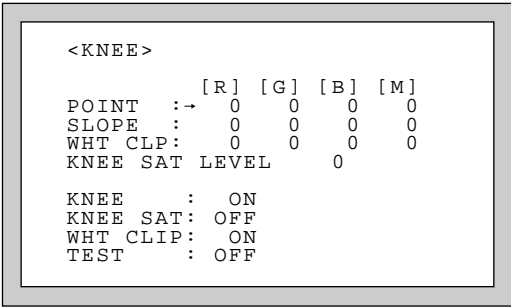 <KNEE>
[R] [G] [B] [M]
POINT :→ 0 0 0 0
SLOPE : 0 0 0 0
WHT CLP: 0 0 0 0
KNEE SAT LEVEL 0
KNEE : ON
KNEE SAT: OFF
WHT CLIP: ON
TEST : OFF